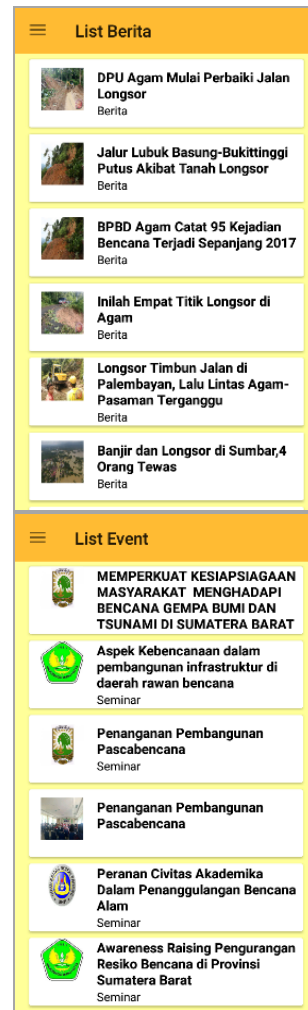 List Berita
DPU Agam Mulai Perbaiki Jalan
Longsor
Berita
Jalur Lubuk Basung-Bukittinggi
Putus Akibat Tanah Longsor
Berita
BPBD Agam Catat 95 Kejadian
Bencana Terjadi Sepanjang 2017
Berita
Inilah Empat Titik Longsor di
Agam
Berita
Longsor Timbun Jalan di
Palembayan, Lalu Lintas Agam-
Pasaman Terganggu
Berita
Banjir dan Longsor di Sumbar,4
Orang Tewas
Berita
List Event
MEMPERKUAT KESIAPSIAGAAN
MASYARAKAT  MENGHADAPI
BENCANA GEMPA BUMI DAN
TSUNAMI DI SUMATERA BARAT
Aspek Kebencanaan dalam
pembangunan infrastruktur di
daerah rawan bencana
Seminar
Penanganan Pembangunan
Pascabencana
Seminar
Penanganan Pembangunan
Pascabencana
Peranan Civitas Akademika
Dalam Penanggulangan Bencana
Alam
Seminar
Awareness Raising Pengurangan
Resiko Bencana di Provinsi
Sumatera Barat
Seminar